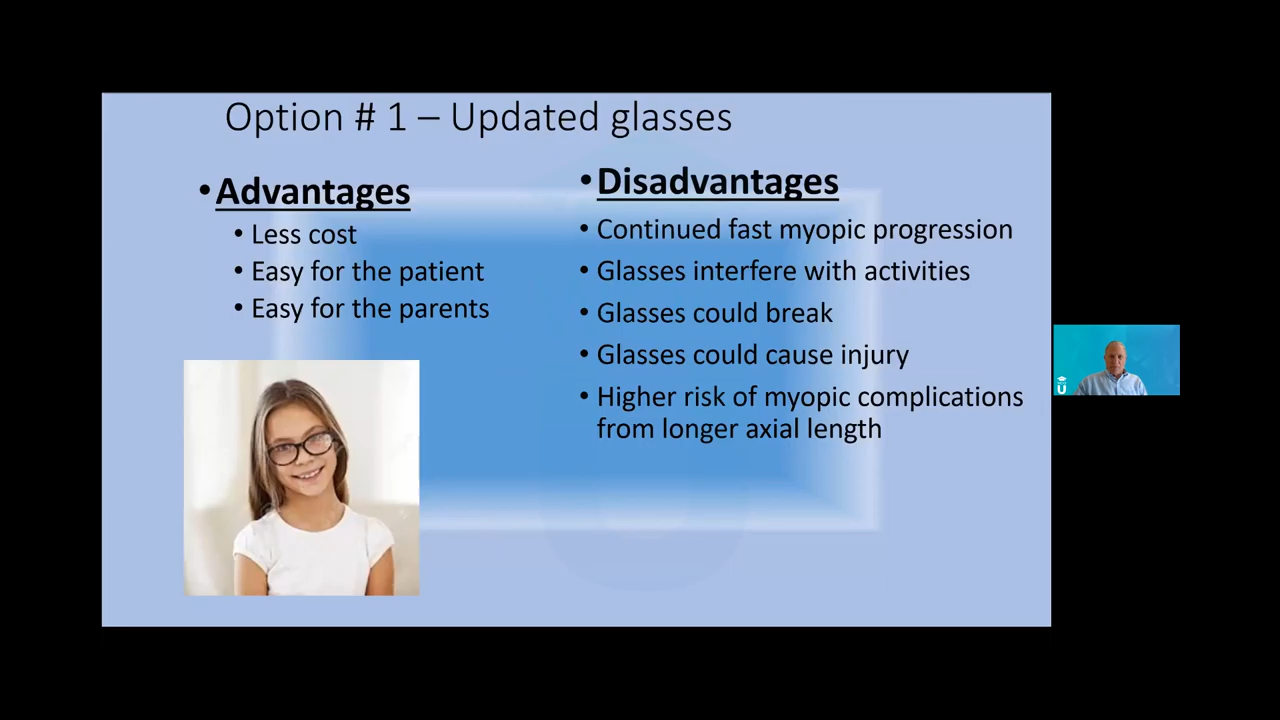 Option # 1 – Updated glasses
•Advantages
• Less cost
• Easy for the patient
• Easy for the parents
•Disadvantages
• Continued fast myopic progression
• Glasses interfere with activities
• Glasses could break
• Glasses could cause injury
• Higher risk of myopic complications
from longer axial length
U